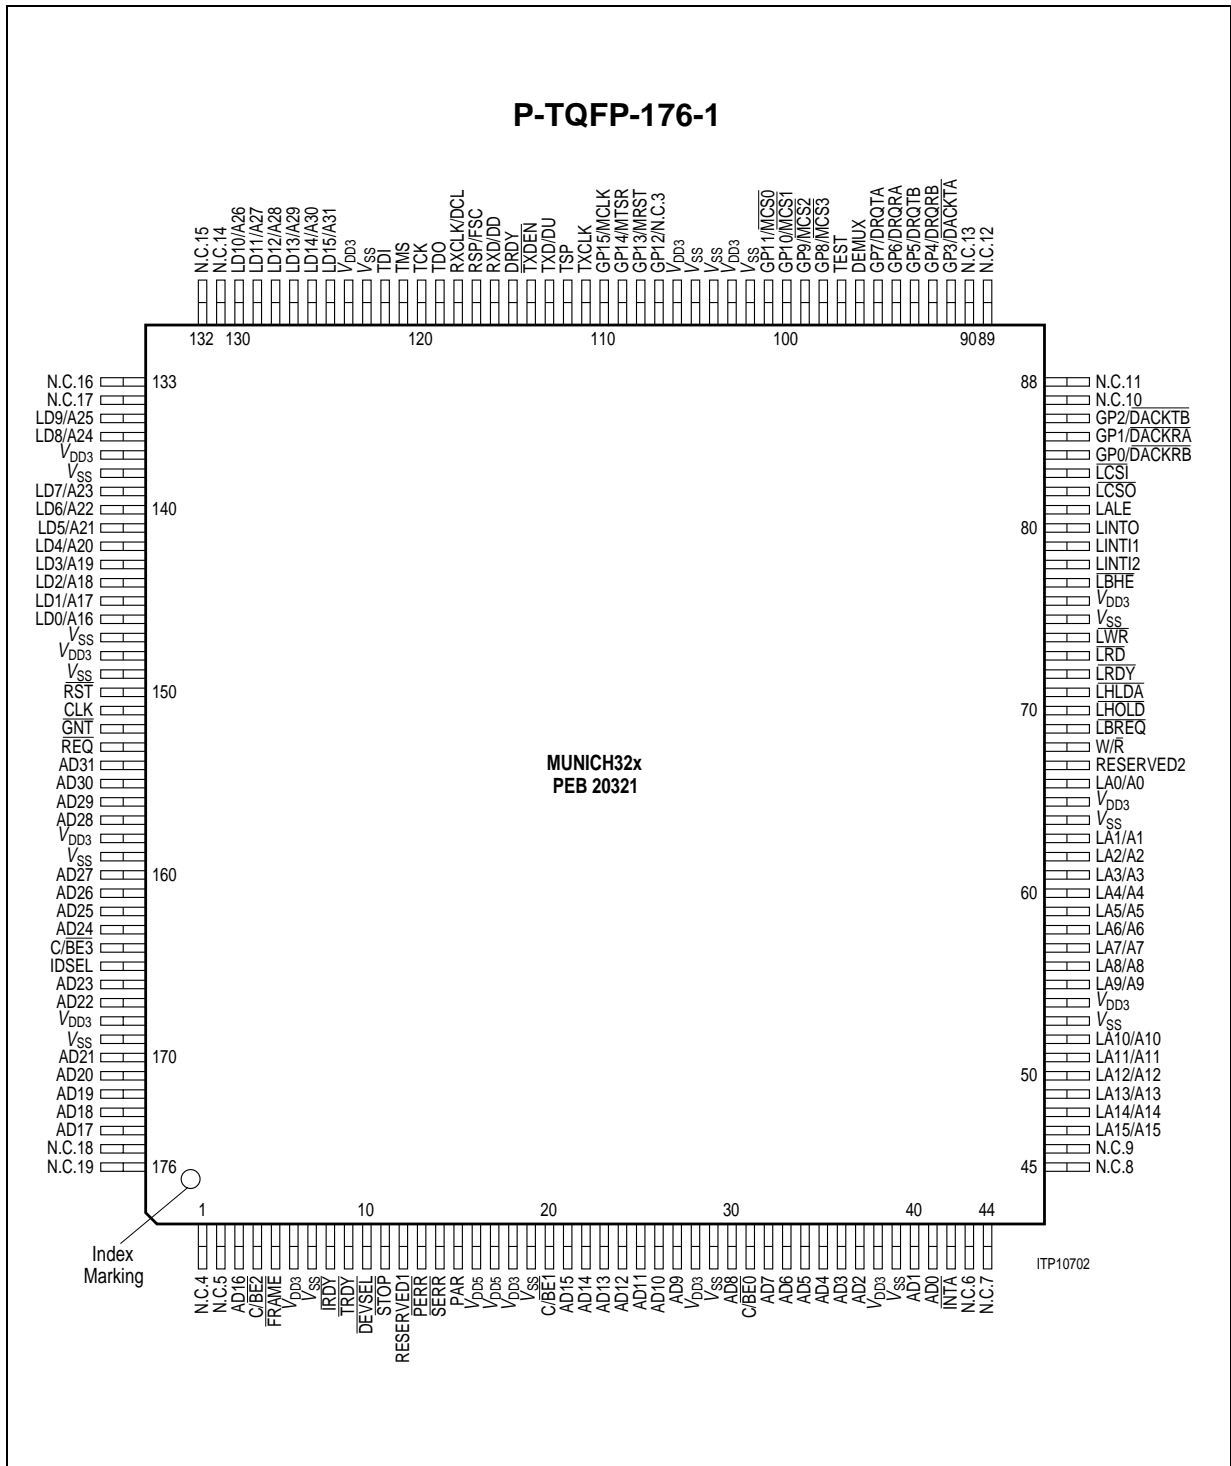 P-TQFP-176-1
N.C.15
N.C.14
LD10/A26
LD11/A27
LD12/A28
LD13/A29
LD14/A30
LD15/A31
VDD3
VSS
TDI
TMS
TCK
TDO
RXCLK/DCL
RSP/FSC
RXD/DD
DRDY
TXDEN
TXD/DU
TSP
TXCLK
GP15/MCLK
GP14/MTSR
GP13/MRST
GP12/N.C.3
VDD3
VSS
VSS
VDD3
VSS
GP11/MCS0
GP10/MCS1
GP9/MCS2
GP8/MCS3
TEST
DEMUX
GP7/DRQTA
GP6/DRQRA
GP5/DRQTB
GP4/DRQRB
GP3/DACKTA
N.C.13
N.C.12
132 130 120 110 100 90 89
N.C.16 133
N.C.17
LD9/A25
LD8/A24
VDD3
VSS
LD7/A23
LD6/A22 140
LD5/A21
LD4/A20
LD3/A19
LD2/A18
LD1/A17
LD0/A16
VSS
VDD3
VSS
RST 150
CLK
GNT
REQ
AD31
AD30
AD29
AD28
VDD3
VSS
AD27 160
AD26
AD25
AD24
C/BE3
IDSEL
AD23
AD22
VDD3
VSS
AD21 170
AD20
AD19
AD18
AD17
N.C.18
N.C.19 176
MUNICH32x
PEB 20321
88 N.C.11
N.C.10
GP2/DACKTB
GP1/DACKRA
GP0/DACKRB
LCSI
LCSO
LALE
80 LINTO
LINTI1
LINTI2
LBHE
VDD3
VSS
LWR
LRD
LRDY
LHLDA
70 LHOLD
LBREQ
W/R
RESERVED2
LA0/A0
VDD3
VSS
LA1/A1
LA2/A2
LA3/A3
60 LA4/A4
LA5/A5
LA6/A6
LA7/A7
LA8/A8
LA9/A9
VDD3
VSS
LA10/A10
LA11/A11
50 LA12/A12
LA13/A13
LA14/A14
LA15/A15
N.C.9
45 N.C.8
1 10 20 30 40 44
Index
Marking
N.C.4
N.C.5
AD16
C/BE2
FRAME
VDD3
VSS
IRDY
TRDY
DEVSEL
STOP
RESERVED1
PERR
SERR
PAR
VDD5
VDD5
VDD3
VSS
C/BE1
AD15
AD14
AD13
AD12
AD11
AD10
AD9
VDD3
VSS
AD8
C/BE0
AD7
AD6
AD5
AD4
AD3
AD2
VDD3
VSS
AD1
AD0
INTA
N.C.6
N.C.7
ITP10702